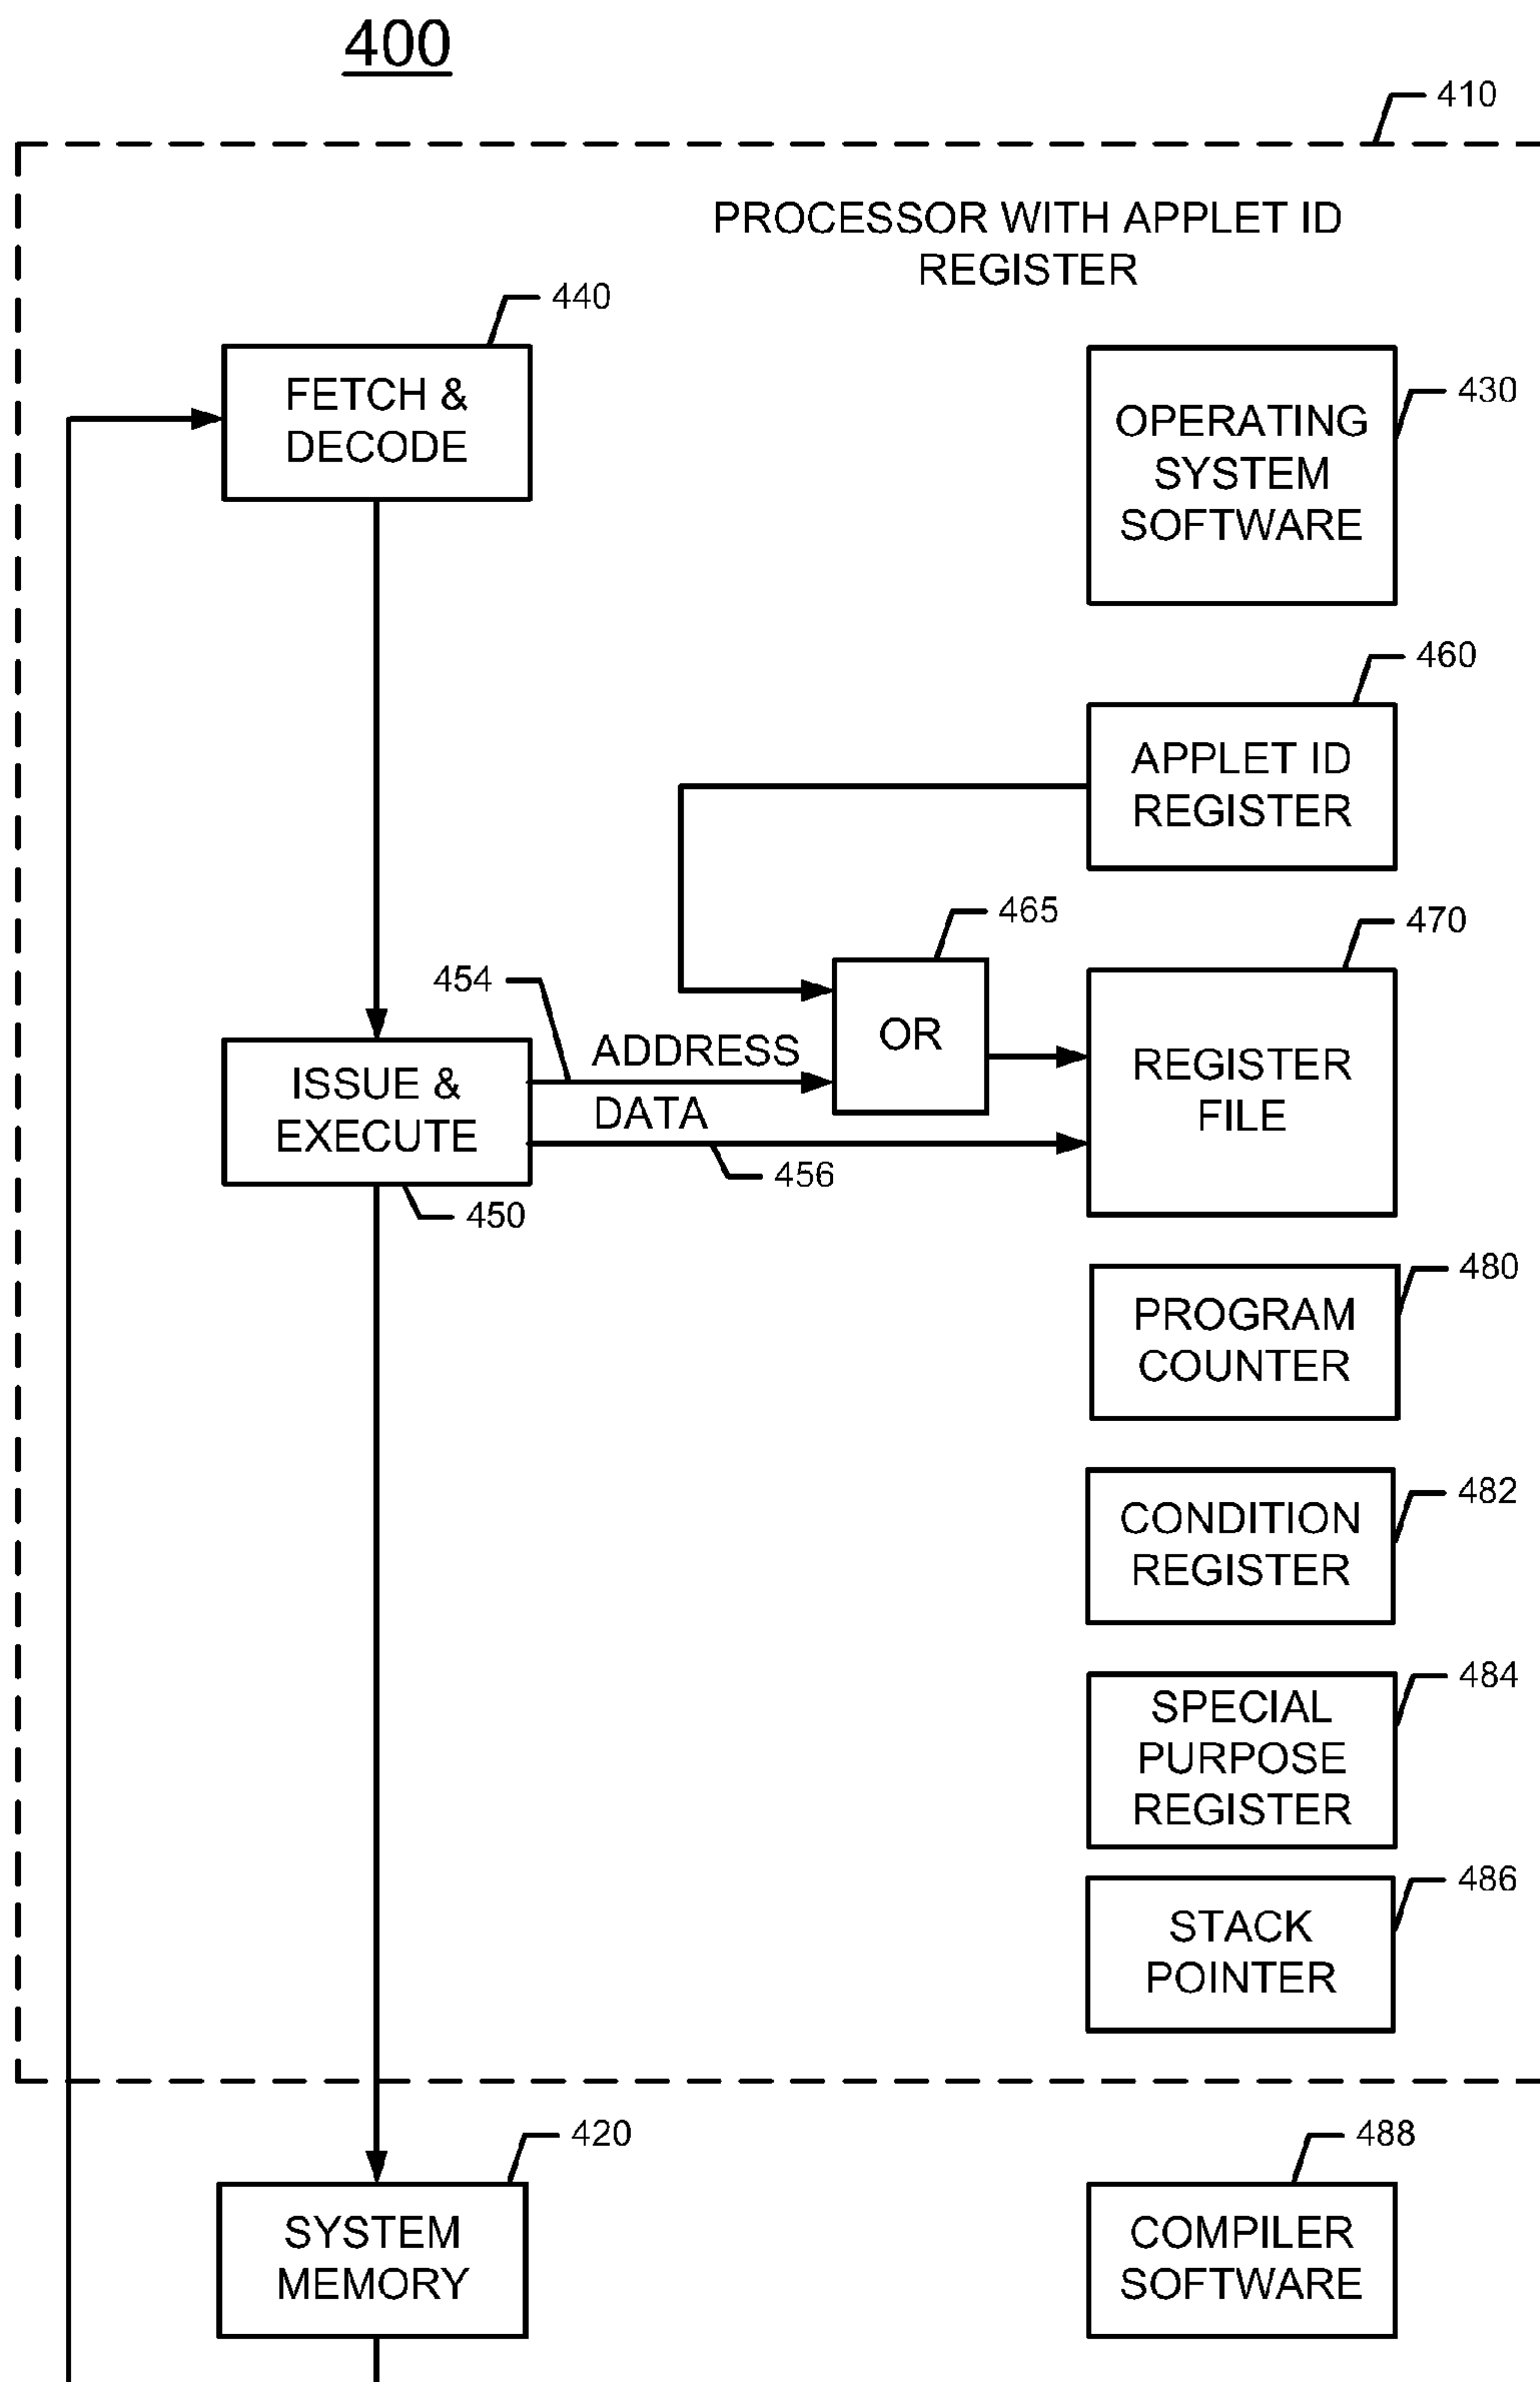 400
410
PROCESSOR WITH APPLET ID
REGISTER
440
FETCH &
DECODE
430
OPERATING
SYSTEM
SOFTWARE
460
APPLET ID
REGISTER
465
OR
470
REGISTER
FILE
454
ADDRESS
DATA
456
ISSUE &
EXECUTE
450
480
PROGRAM
COUNTER
482
CONDITION
REGISTER
484
SPECIAL
PURPOSE
REGISTER
486
STACK
POINTER
420
SYSTEM
MEMORY
488
COMPILER
SOFTWARE